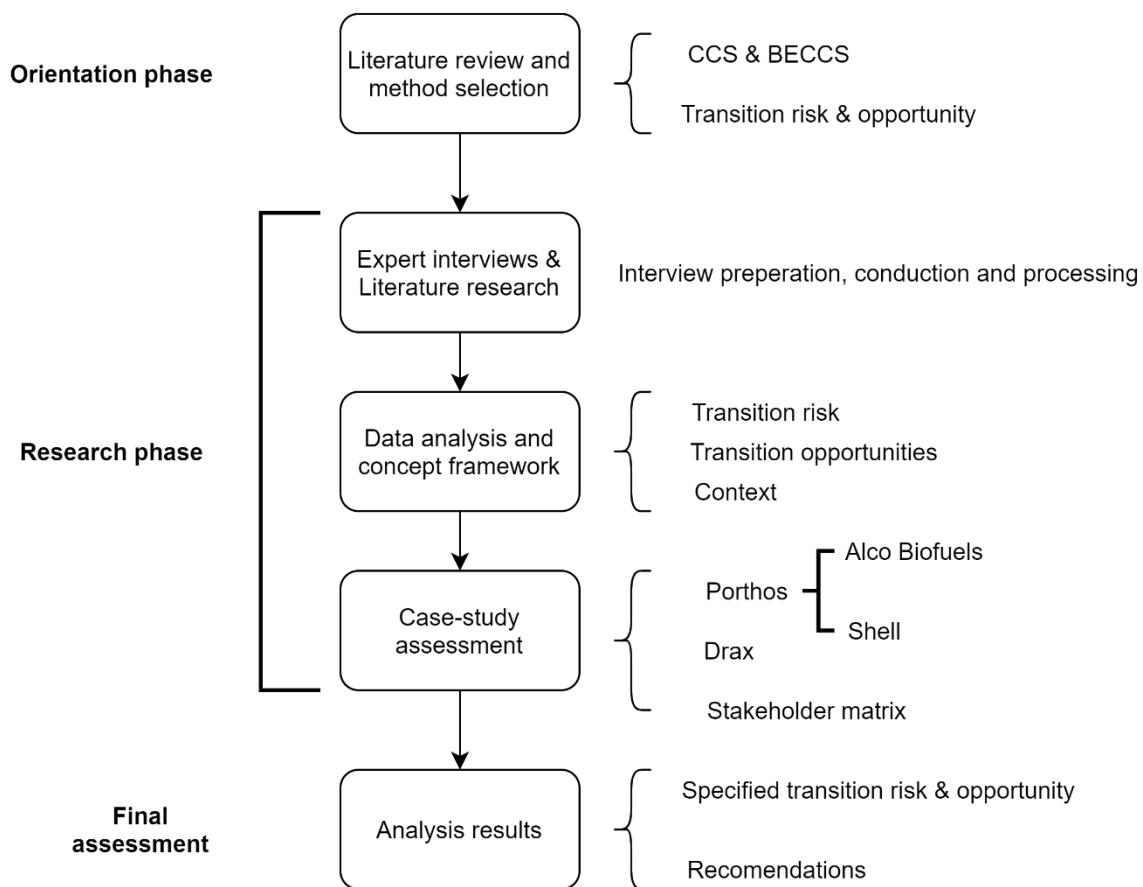 Orientation phase
Literature review and
method selection
CCS & BECCS
Transition risk & opportunity
Expert interviews &
Literature research
Interview preperation, conduction and processing
Research phase
Data analysis and
concept framework
Transition risk
Transition opportunities
Context
Case-study
assessment
Porthos
Alco Biofuels
Shell
Drax
Stakeholder matrix
Final
assessment
Analysis results
Specified transition risk & opportunity
Recomendations